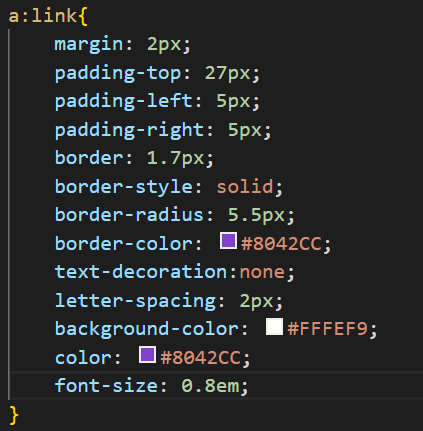 a:link{
margin: 2px;
padding-top: 27px;
padding-left: 5px;
padding-right: 5px;
border: 1.7px;
border-style: solid;
border-radius: 5.5px;
border-color: #8042CC;
text-decoration:none;
letter-spacing: 2px;
background-color: #FFFEF9;
color: #8042CC;
font-size: 0.8em;
}